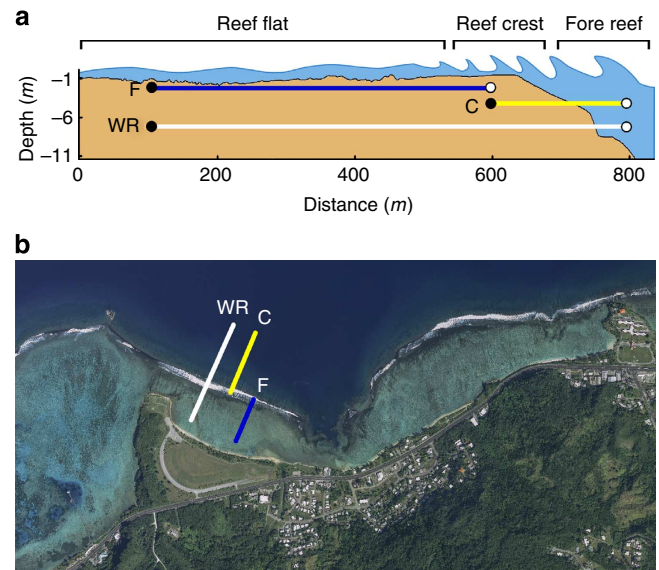 a
Reef flat
Reef crest
Fore reef
Depth (m)
−1
−6
−11
F
C
WR
0
200
400
600
800
Distance (m)
b
WR
C
F